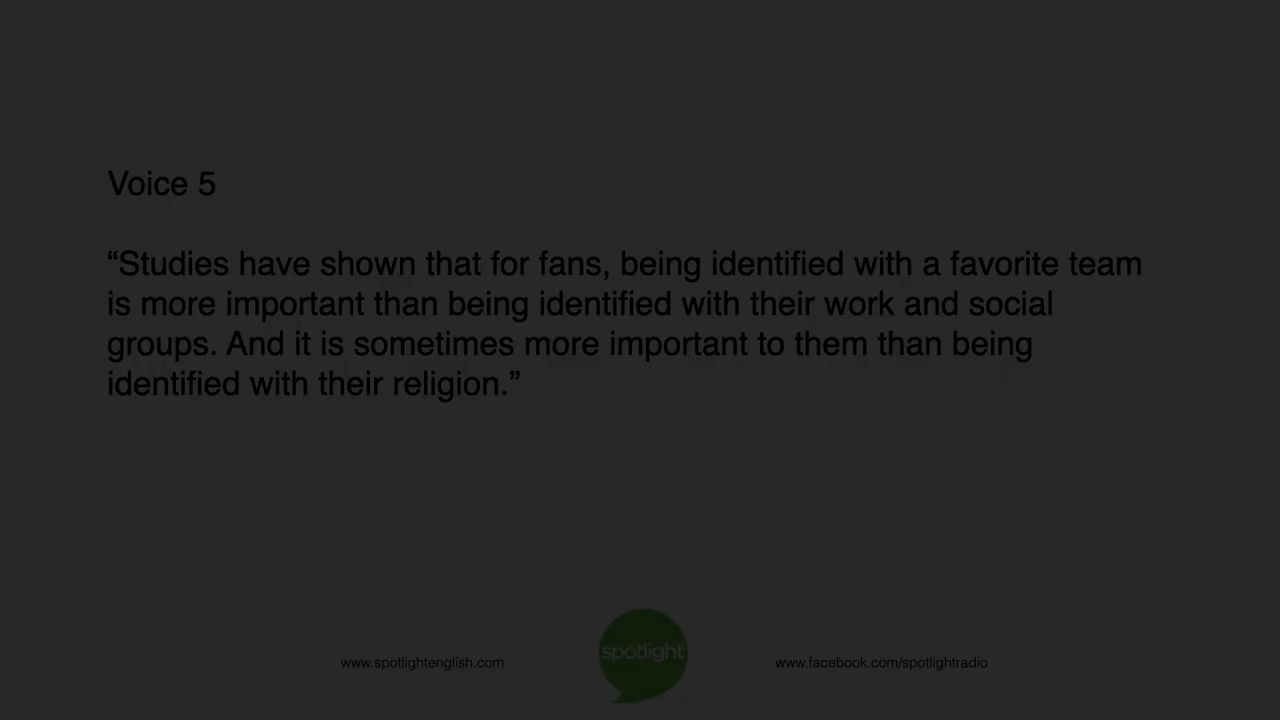 Voice 5
“Studies have shown that for fans, being identified with a favorite team
is more important than being identified with their work and social
groups. And it is sometimes more important to them than being
identified with their religion.”
spotlight
www.spotlightenglish.com
www.facebook.com/spotlightradio